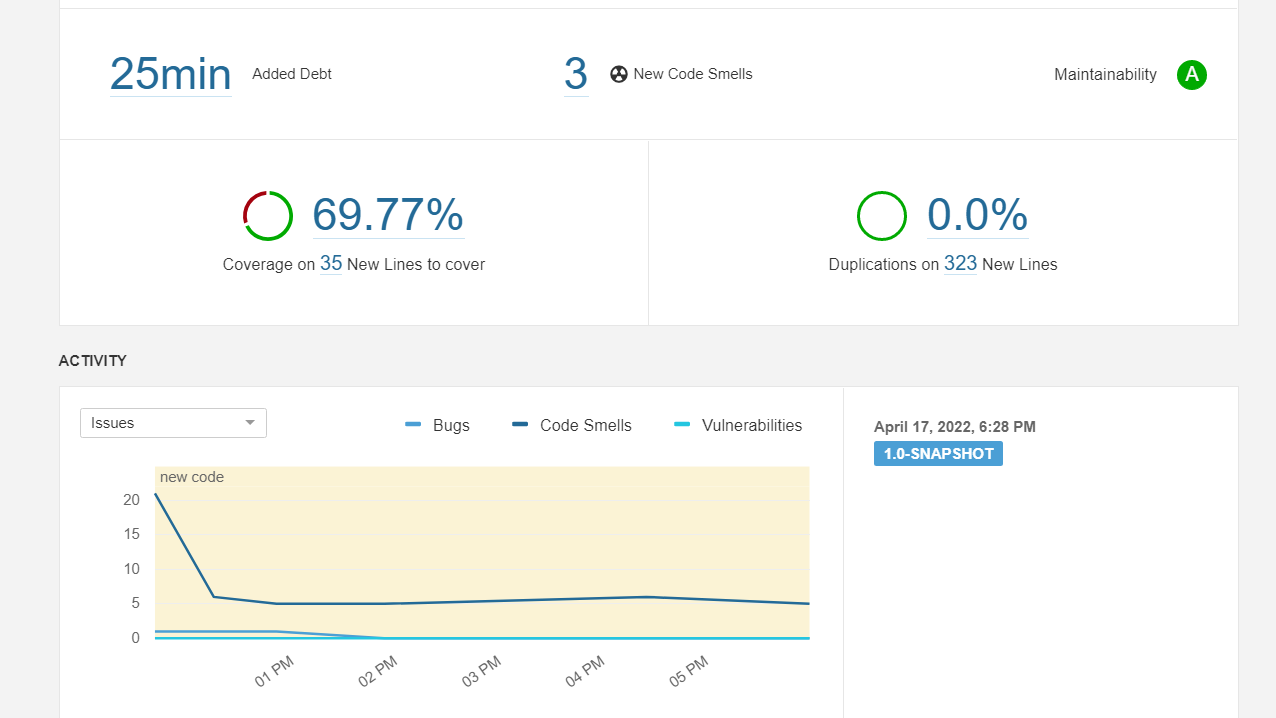 25min Added Debt 3 New Code Smells Maintainability A
69.77% 0.0%
Coverage on 35 New Lines to cover Duplications on 323 New Lines
ACTIVITY
Issues Bugs Code Smells Vulnerabilities
April 17, 2022, 6:28 PM
1.0-SNAPSHOT
new code
20
15
10
5
0
01 PM 02 PM 03 PM 04 PM 05 PM